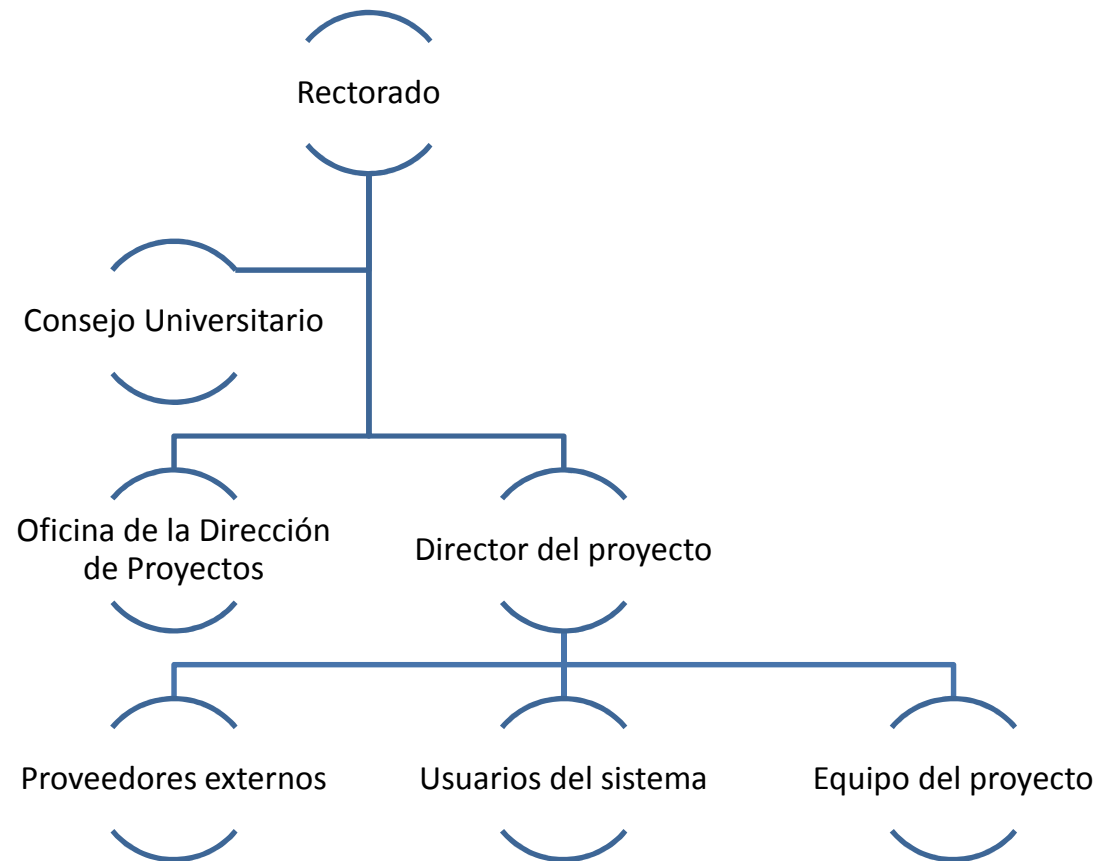 Rectorado
Consejo Universitario
Oficina de la Dirección
de Proyectos
Director del proyecto
Proveedores externos
Usuarios del sistema
Equipo del proyecto